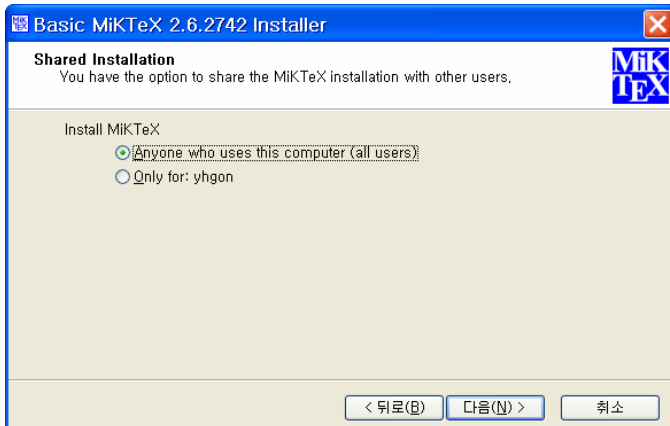 Basic MiKTeX 2.6.2742 Installer
Shared Installation
You have the option to share the MiKTeX installation with other users,
MiK
TEX
Install MiKTeX
Anyone who uses this computer (all users)
Only for: yhgon
< 뒤로(B)
다음(N) >
취소